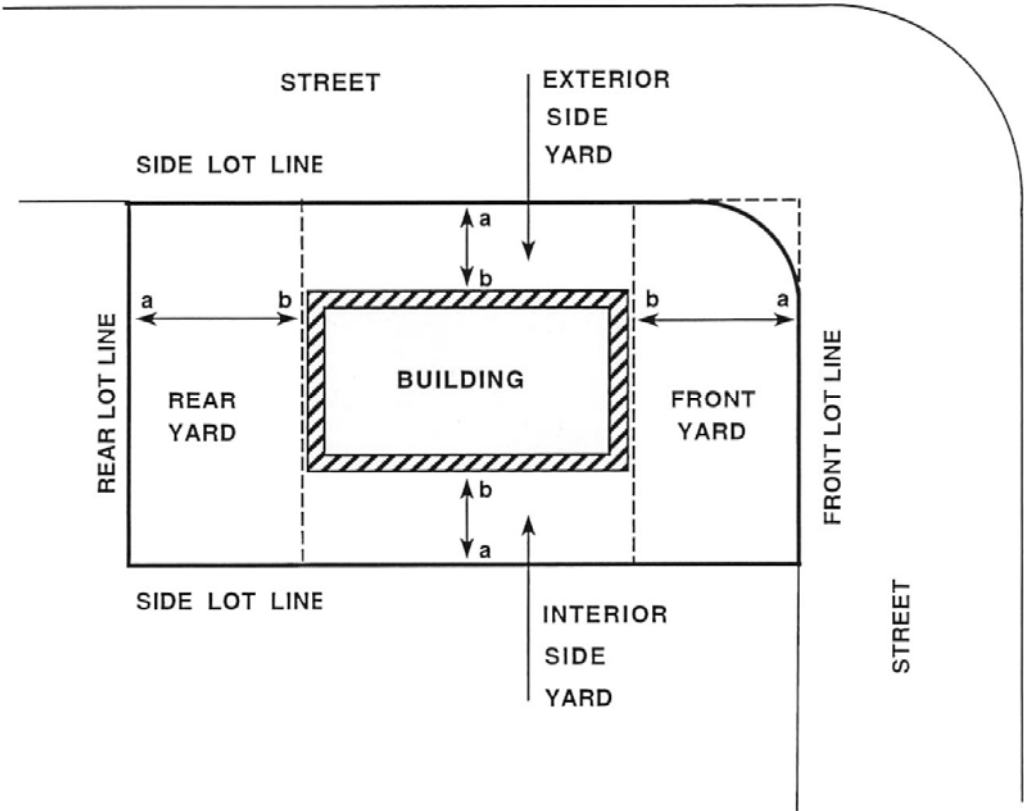 STREET
EXTERIOR
SIDE
YARD
SIDE LOT LINE
a
b
a
b
b
a
REAR LOT LINE
BUILDING
REAR
YARD
FRONT
YARD
FRONT LOT LINE
b
a
SIDE LOT LINE
INTERIOR
SIDE
YARD
STREET